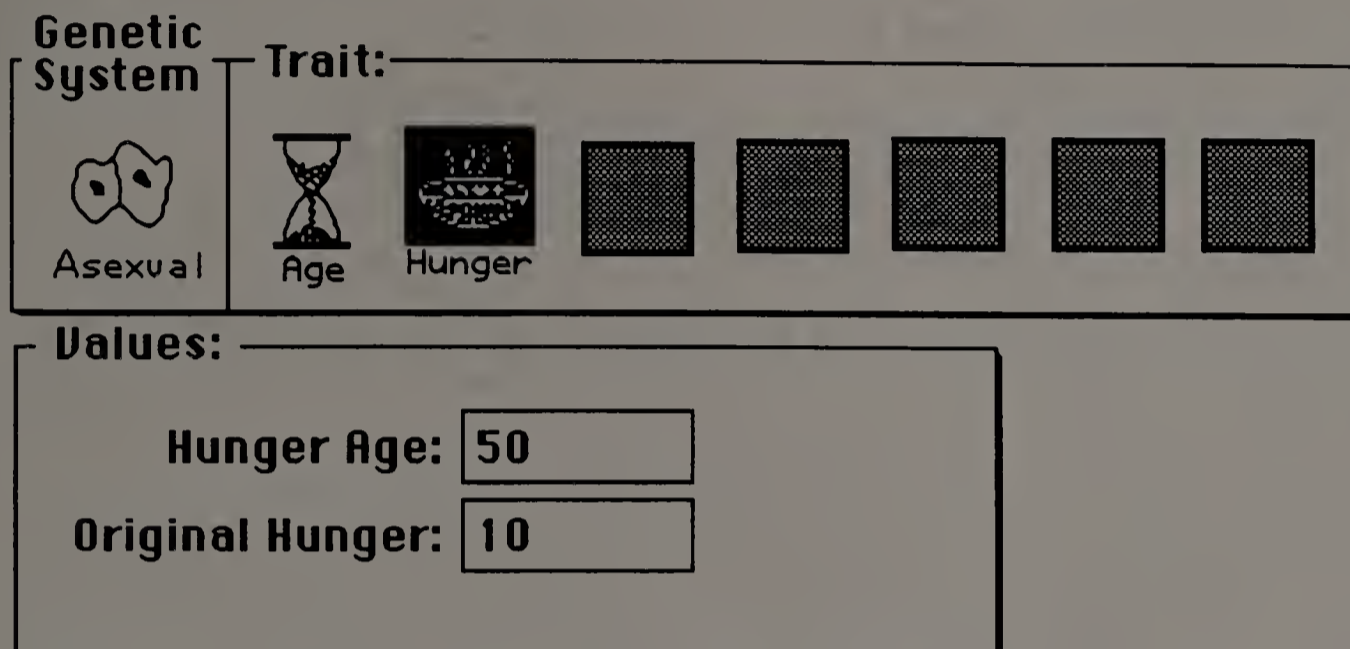 Genetic
System
Trait:
Asexual
Age
Hunger
Values:
Hunger Age: 50
Original Hunger: 10